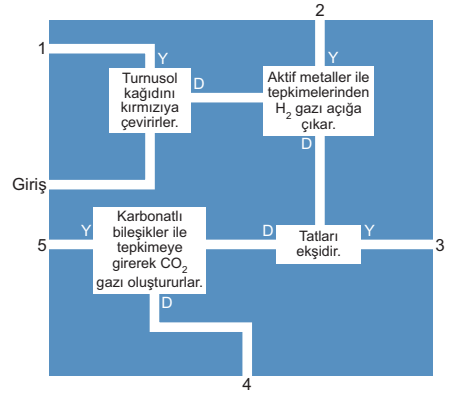 2
1
Y
Y
Turnusol
kağıdını
kırmızıya
çevirirler.
D
Aktif metaller ile
tepkimelerinden
H₂ gazı açığa
çıkar.
D
Giriş
5
Y
Karbonatlı
bileşikler ile
tepkimeye
girerek CO₂
gazı oluştururlar.
D
Tatları
ekşidir.
Y
3
D
4